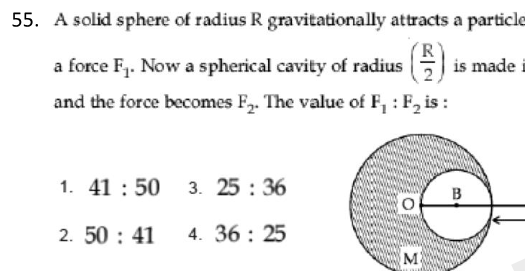 55. A solid sphere of radius R gravitationally attracts a particle
a force F₁. Now a spherical cavity of radius (R/2) is made
and the force becomes F₂. The value of F₁ : F₂ is :
1. 41 : 50 3. 25 : 36
2. 50 : 41 4. 36 : 25
O B
M